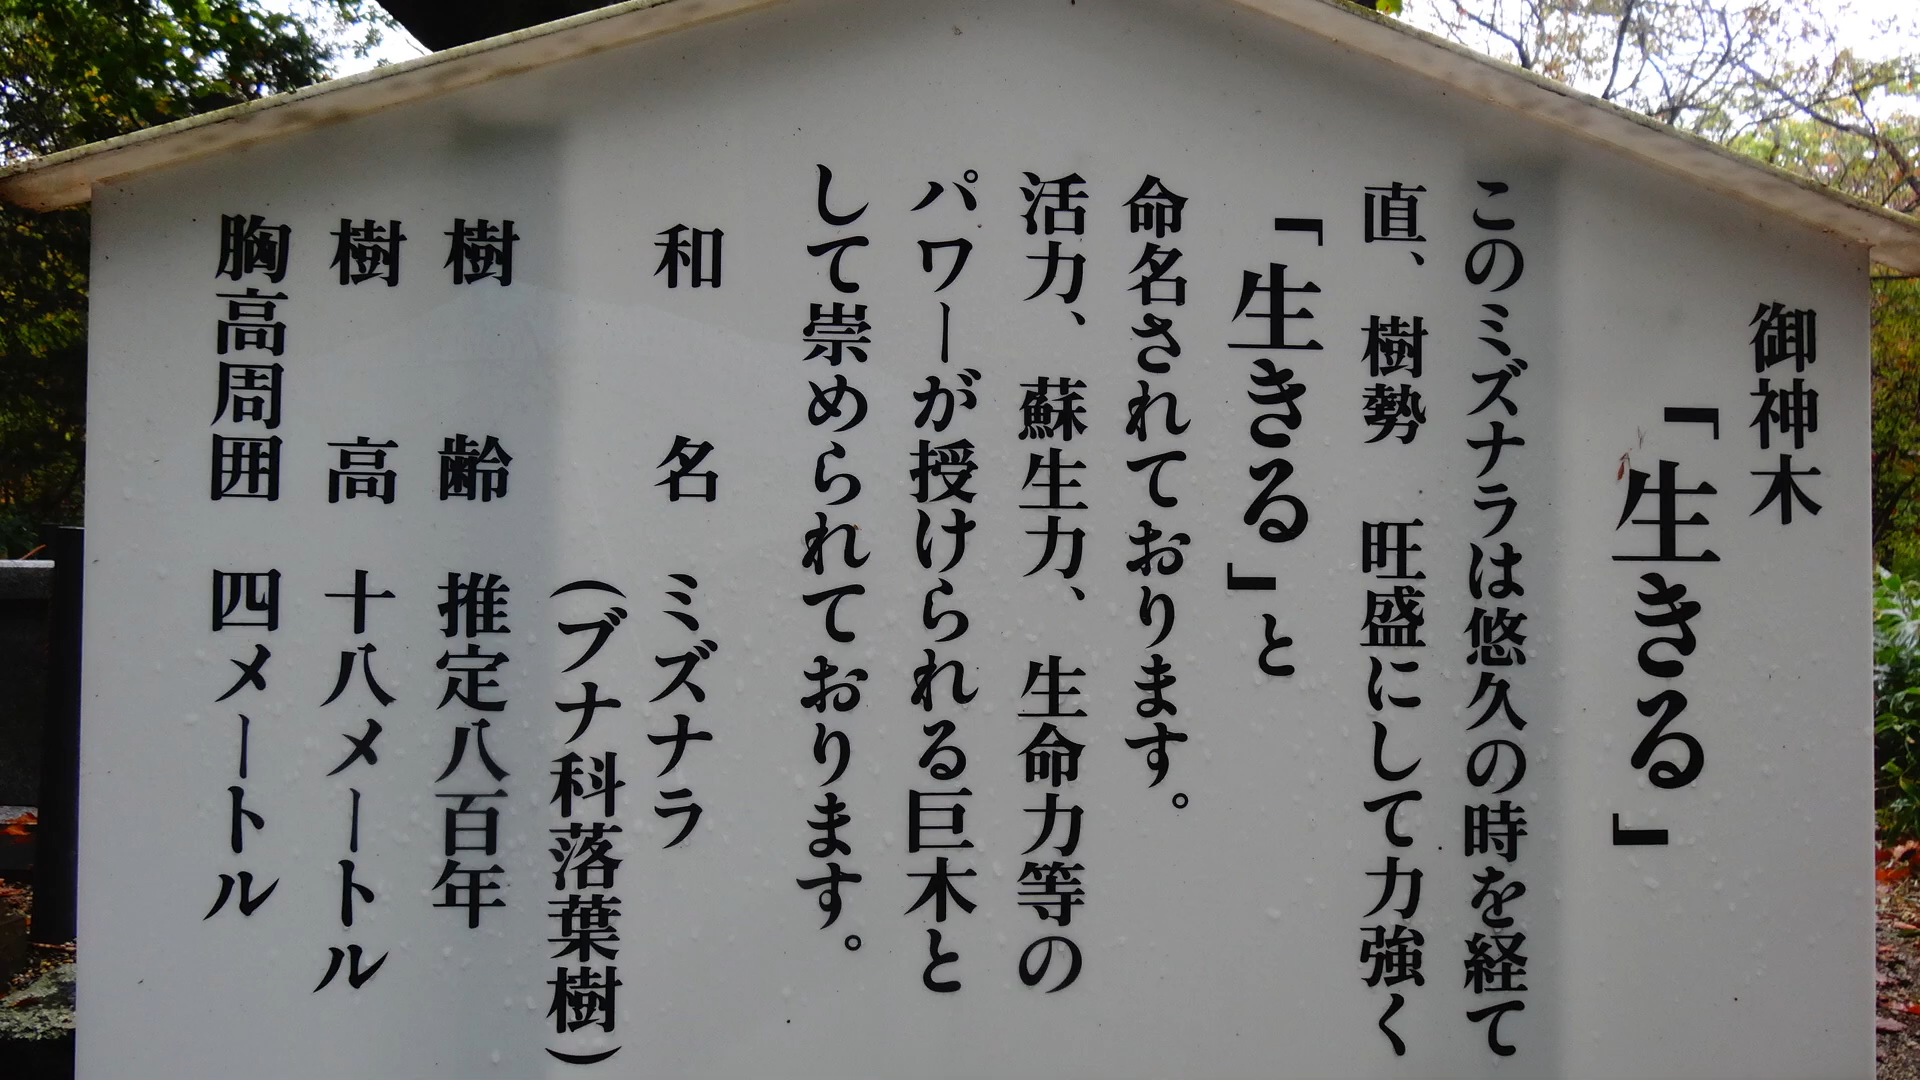 御神木
「生きる」
このミズナラは悠久の時を経て
直、樹勢 旺盛にして力強く
「生きる」と
命名されております。
活力、蘇生力、生命力等の
パワーが授けられる巨木と
して崇められております。
和名 ミズナラ
(ブナ科落葉樹)
樹齢 推定八百年
樹高 十八メートル
胸高周囲 四メートル